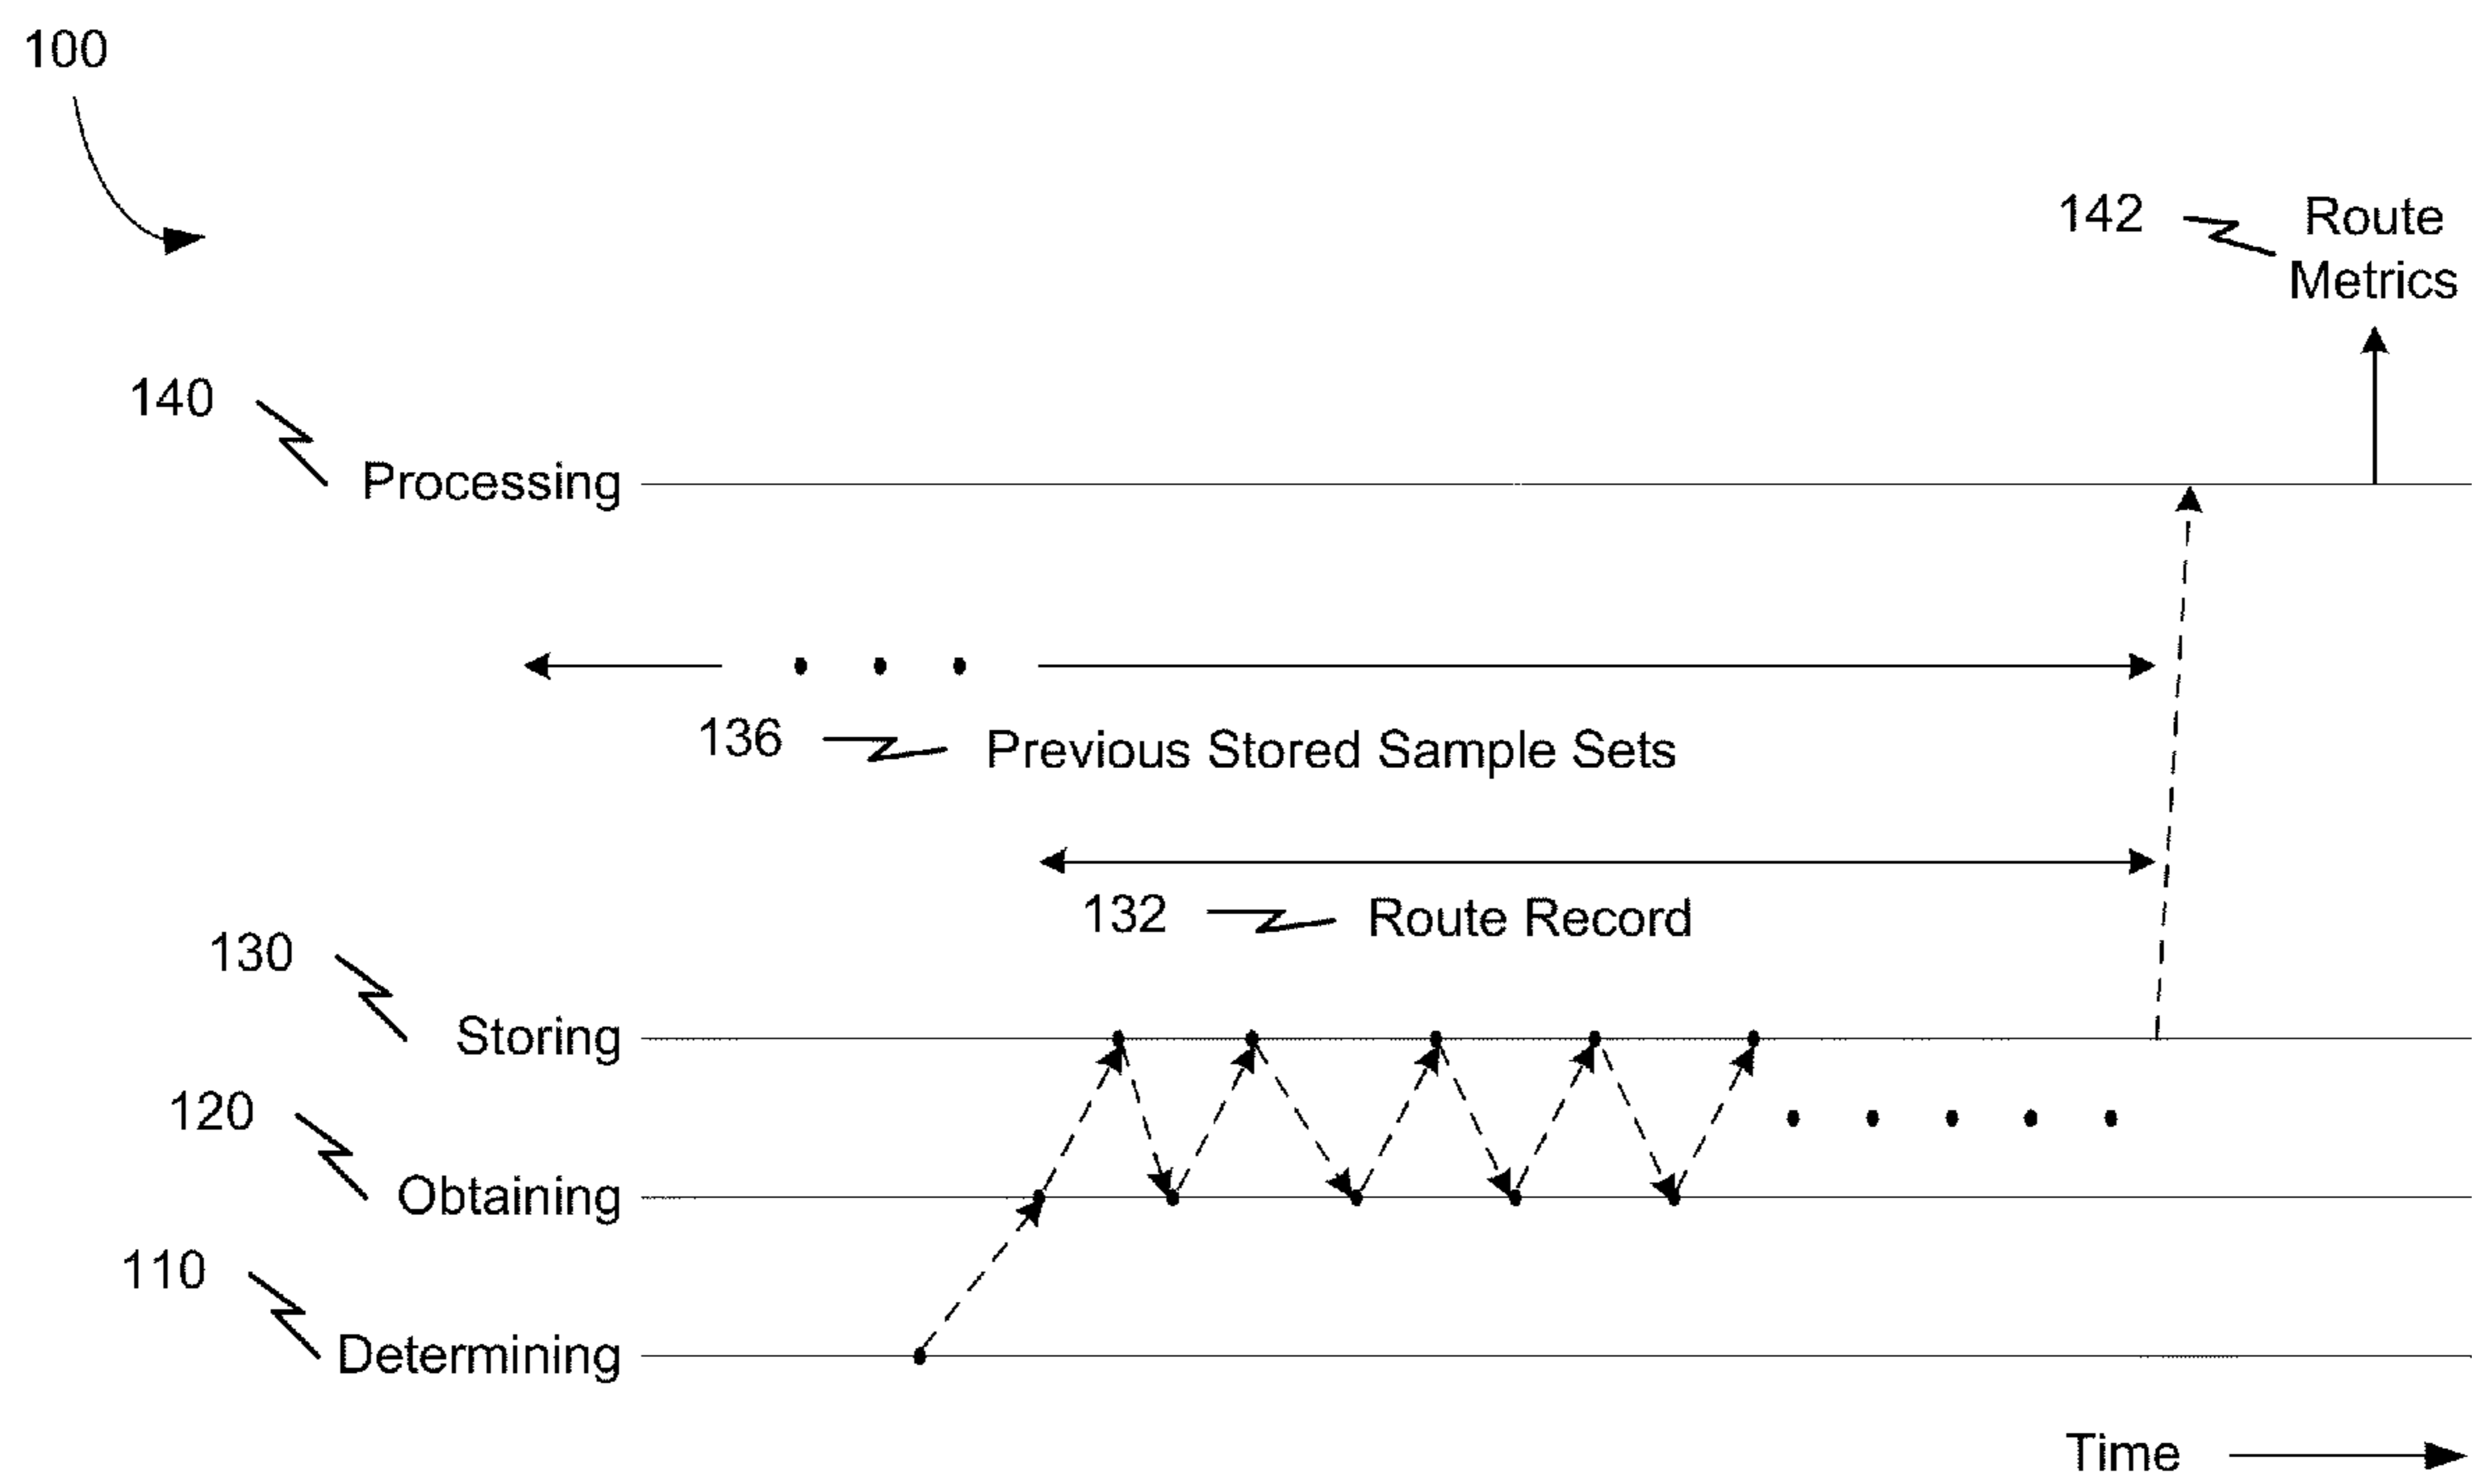 100
142 Route
Metrics
140
Processing
136 Previous Stored Sample Sets
132 Route Record
130
Storing
120
Obtaining
110
Determining
Time